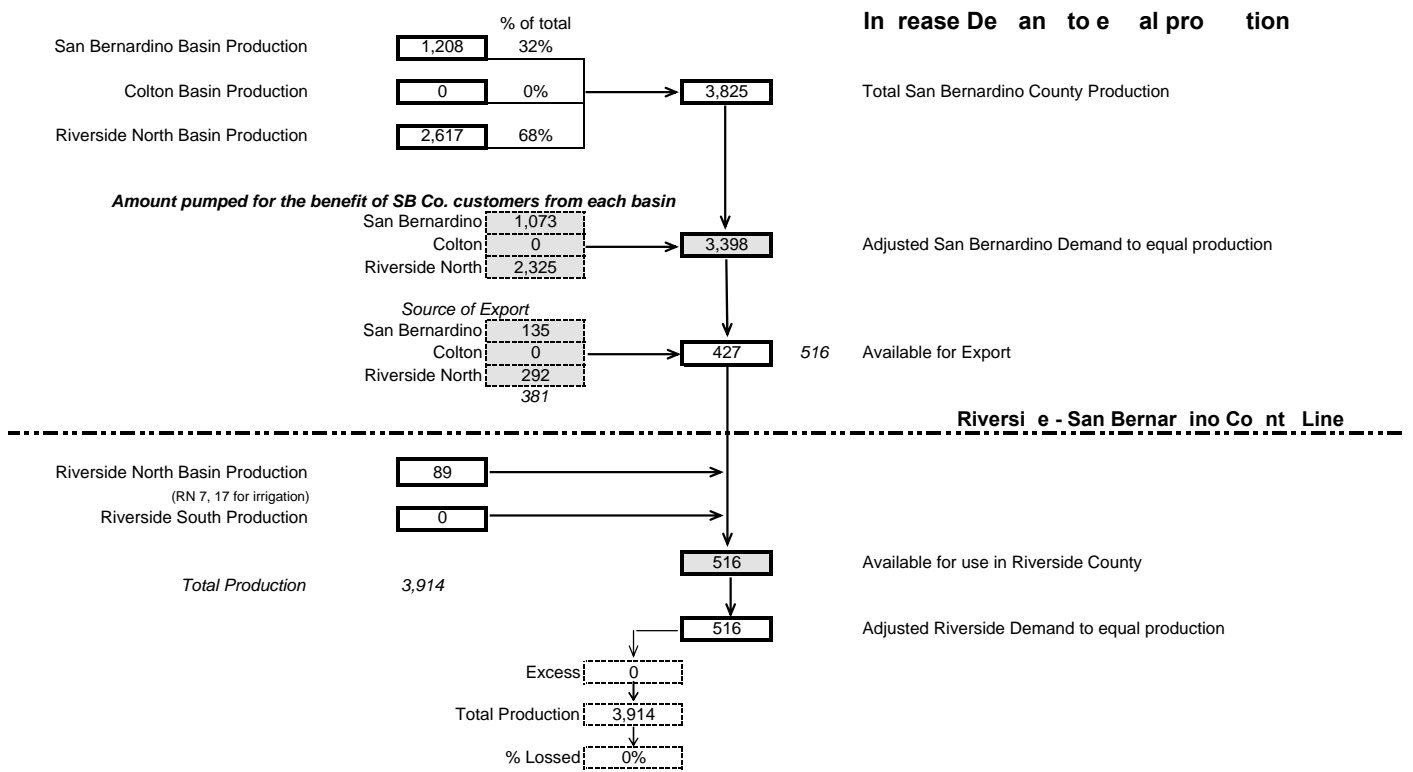 In rease De an to e al pro tion
% of total
San Bernardino Basin Production 1,208 32%
Colton Basin Production 0 0% 3,825 Total San Bernardino County Production
Riverside North Basin Production 2,617 68%
Amount pumped for the benefit of SB Co. customers from each basin
San Bernardino 1,073
Colton 0 3,398 Adjusted San Bernardino Demand to equal production
Riverside North 2,325
Source of Export
San Bernardino 135
Colton 0 427 516 Available for Export
Riverside North 292
381
Riversi e - San Bernar ino Co nt Line
Riverside North Basin Production 89
(RN 7, 17 for irrigation)
Riverside South Production 0
516 Available for use in Riverside County
Total Production 3,914
516 Adjusted Riverside Demand to equal production
Excess 0
Total Production 3,914
% Lossed 0%